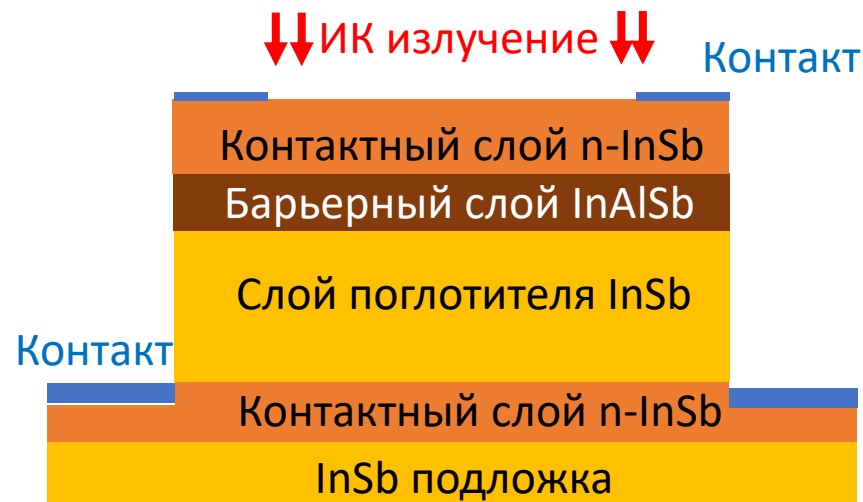 ИК излучение
Контакт
Контактный слой n-InSb
Барьерный слой InAlSb
Слой поглотителя InSb
Контакт
Контактный слой n-InSb
InSb подложка